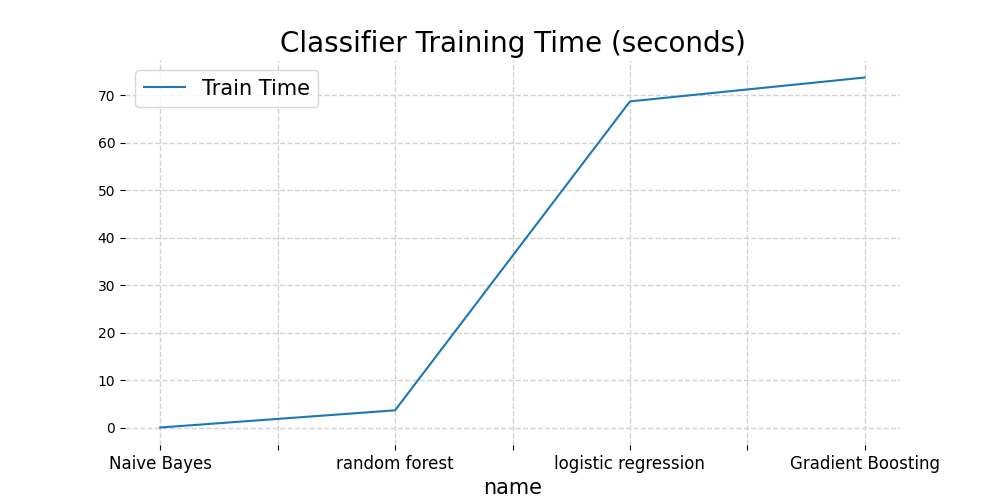 Classifier Training Time (seconds)
Train Time
70
60
50
40
30
20
10
0
Naive Bayes random forest logistic regression Gradient Boosting
name